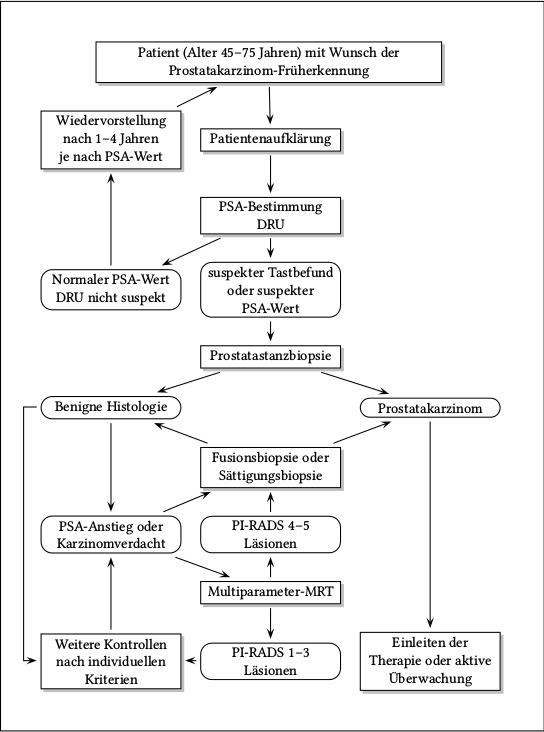 Patient (Alter 45–75 Jahren) mit Wunsch der
Prostatakarzinom-Früherkennung
Wiedervorstellung
nach 1–4 Jahren
je nach PSA-Wert
Patientenaufklärung
PSA-Bestimmung
DRU
Normaler PSA-Wert
DRU nicht suspekt
suspekter Tastbefund
oder suspekter
PSA-Wert
Prostatastanzbiopsie
Benigne Histologie
Prostatakarzinom
Fusionsbiopsie oder
Sättigungsbiopsie
PSA-Anstieg oder
Karzinomverdacht
PI-RADS 4–5
Läsionen
Multiparameter-MRT
Weitere Kontrollen
nach individuellen
Kriterien
PI-RADS 1–3
Läsionen
Einleiten der
Therapie oder aktive
Überwachung